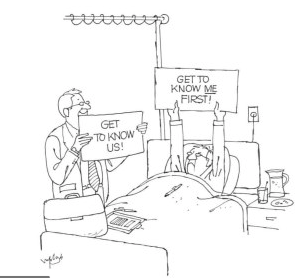 GET
TO KNOW
US!
GET TO
KNOW ME
FIRST!